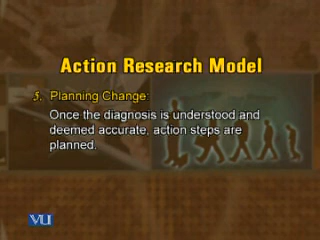 Action Research Model
5. Planning Change:
Once the diagnosis is understood and
deemed accurate, action steps are
planned.
VU